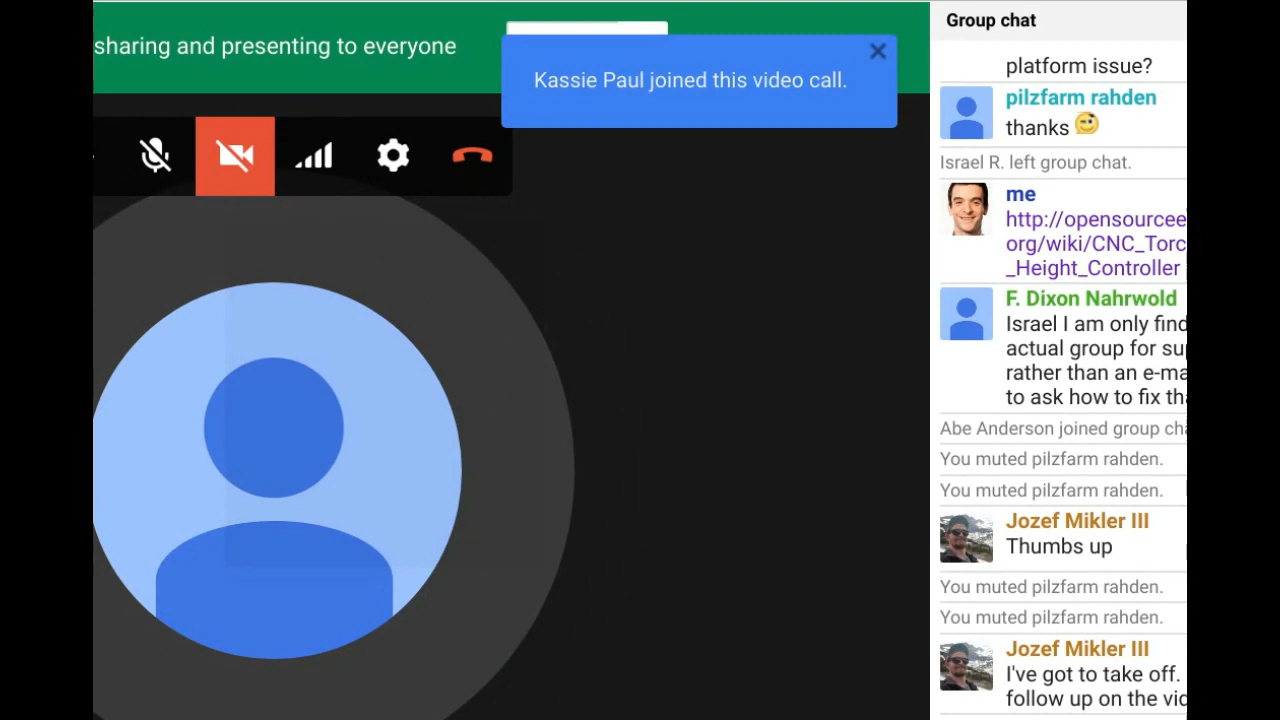 sharing and presenting to everyone
Kassie Paul joined this video call.
Group chat
platform issue?
pilzfarm rahden
thanks
Israel R. left group chat.
me
http://opensourcee
org/wiki/CNC_Torc
_Height_Controller
F. Dixon Nahrwold
Israel I am only find
actual group for su
rather than an e-ma
to ask how to fix tha
Abe Anderson joined group cha
You muted pilzfarm rahden.
You muted pilzfarm rahden.
Jozef Mikler III
Thumbs up
You muted pilzfarm rahden.
You muted pilzfarm rahden.
Jozef Mikler III
I've got to take off.
follow up on the vid